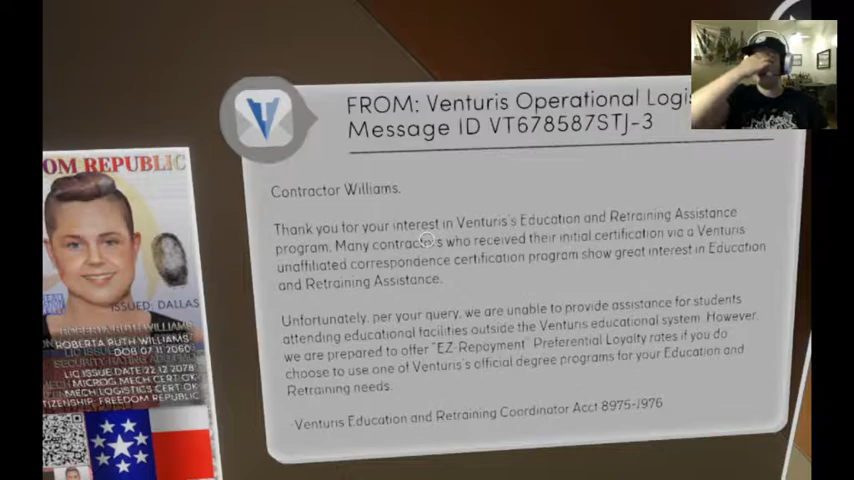 FROM: Venturis Operational Logis
Message ID VT678587STJ-3
Contractor Williams,
Thank you for your interest in Venturis's Education and Retraining Assistance
program. Many contractors who received their initial certification via a Venturis
unaffiliated correspondence certification program show great interest in Education
and Retraining Assistance.
Unfortunately, per your query, we are unable to provide assistance for students
attending educational facilities outside the Venturis educational system. However,
we are prepared to offer "EZ-Repayment" Preferential Loyalty rates if you do
choose to use one of Venturis's official degree programs for your Education and
Retraining needs.
-Venturis Education and Retraining Coordinator Acct 8975-J976
OM REPUBLIC
ISSUED: DALLAS
ROBERTA RUTH WILLIAMS
DOB 07 11 2060
LIC ISSUE DATE 22 12 2078
MECH MICROG MECH CERT OK
MECH LOGISTICS CERT OK
TIZENSHIP: FREEDOM REPUBLIC